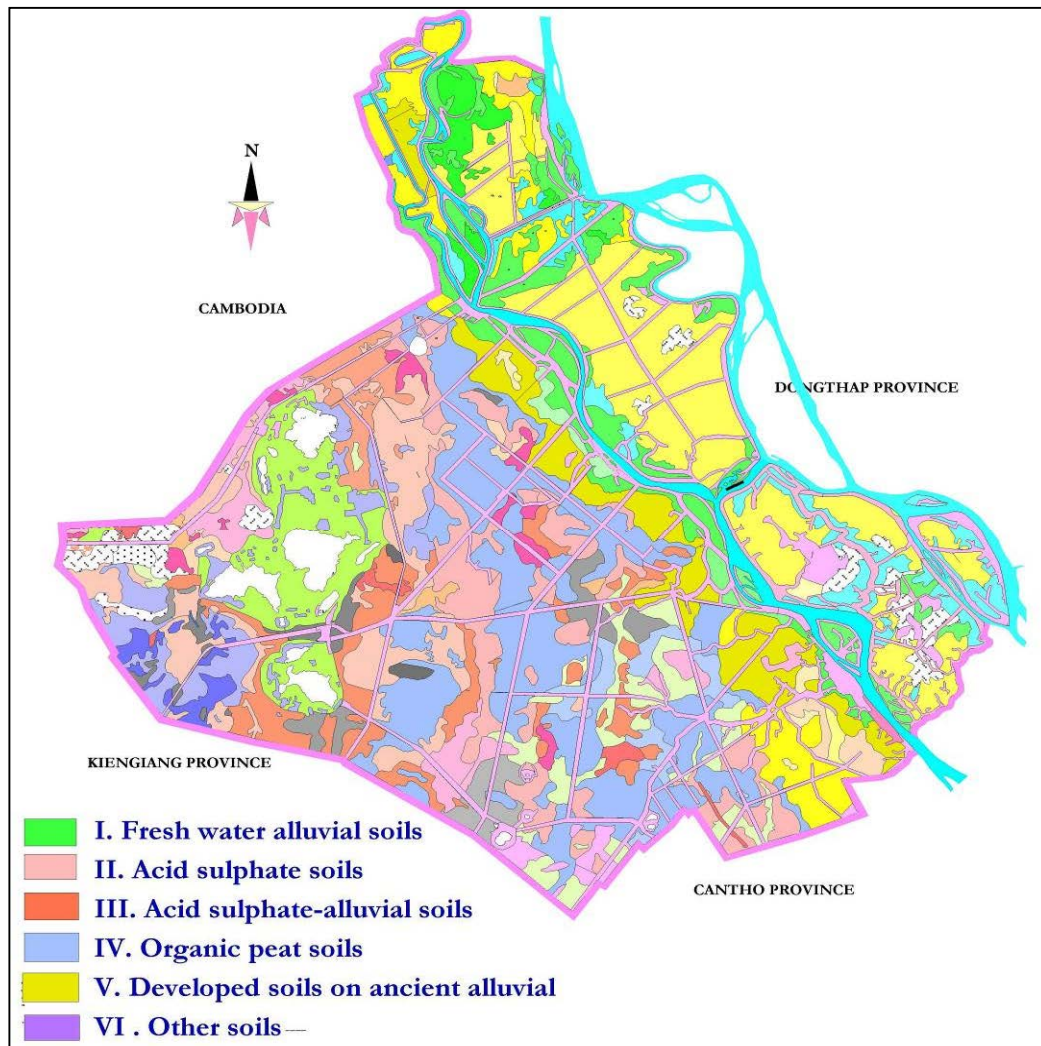 N
CAMBODIA
DONGTHAP PROVINCE
KIENGIANG PROVINCE
CANTHO PROVINCE
I. Fresh water alluvial soils
II. Acid sulphate soils
III. Acid sulphate-alluvial soils
IV. Organic peat soils
V. Developed soils on ancient alluvial
VI . Other soils